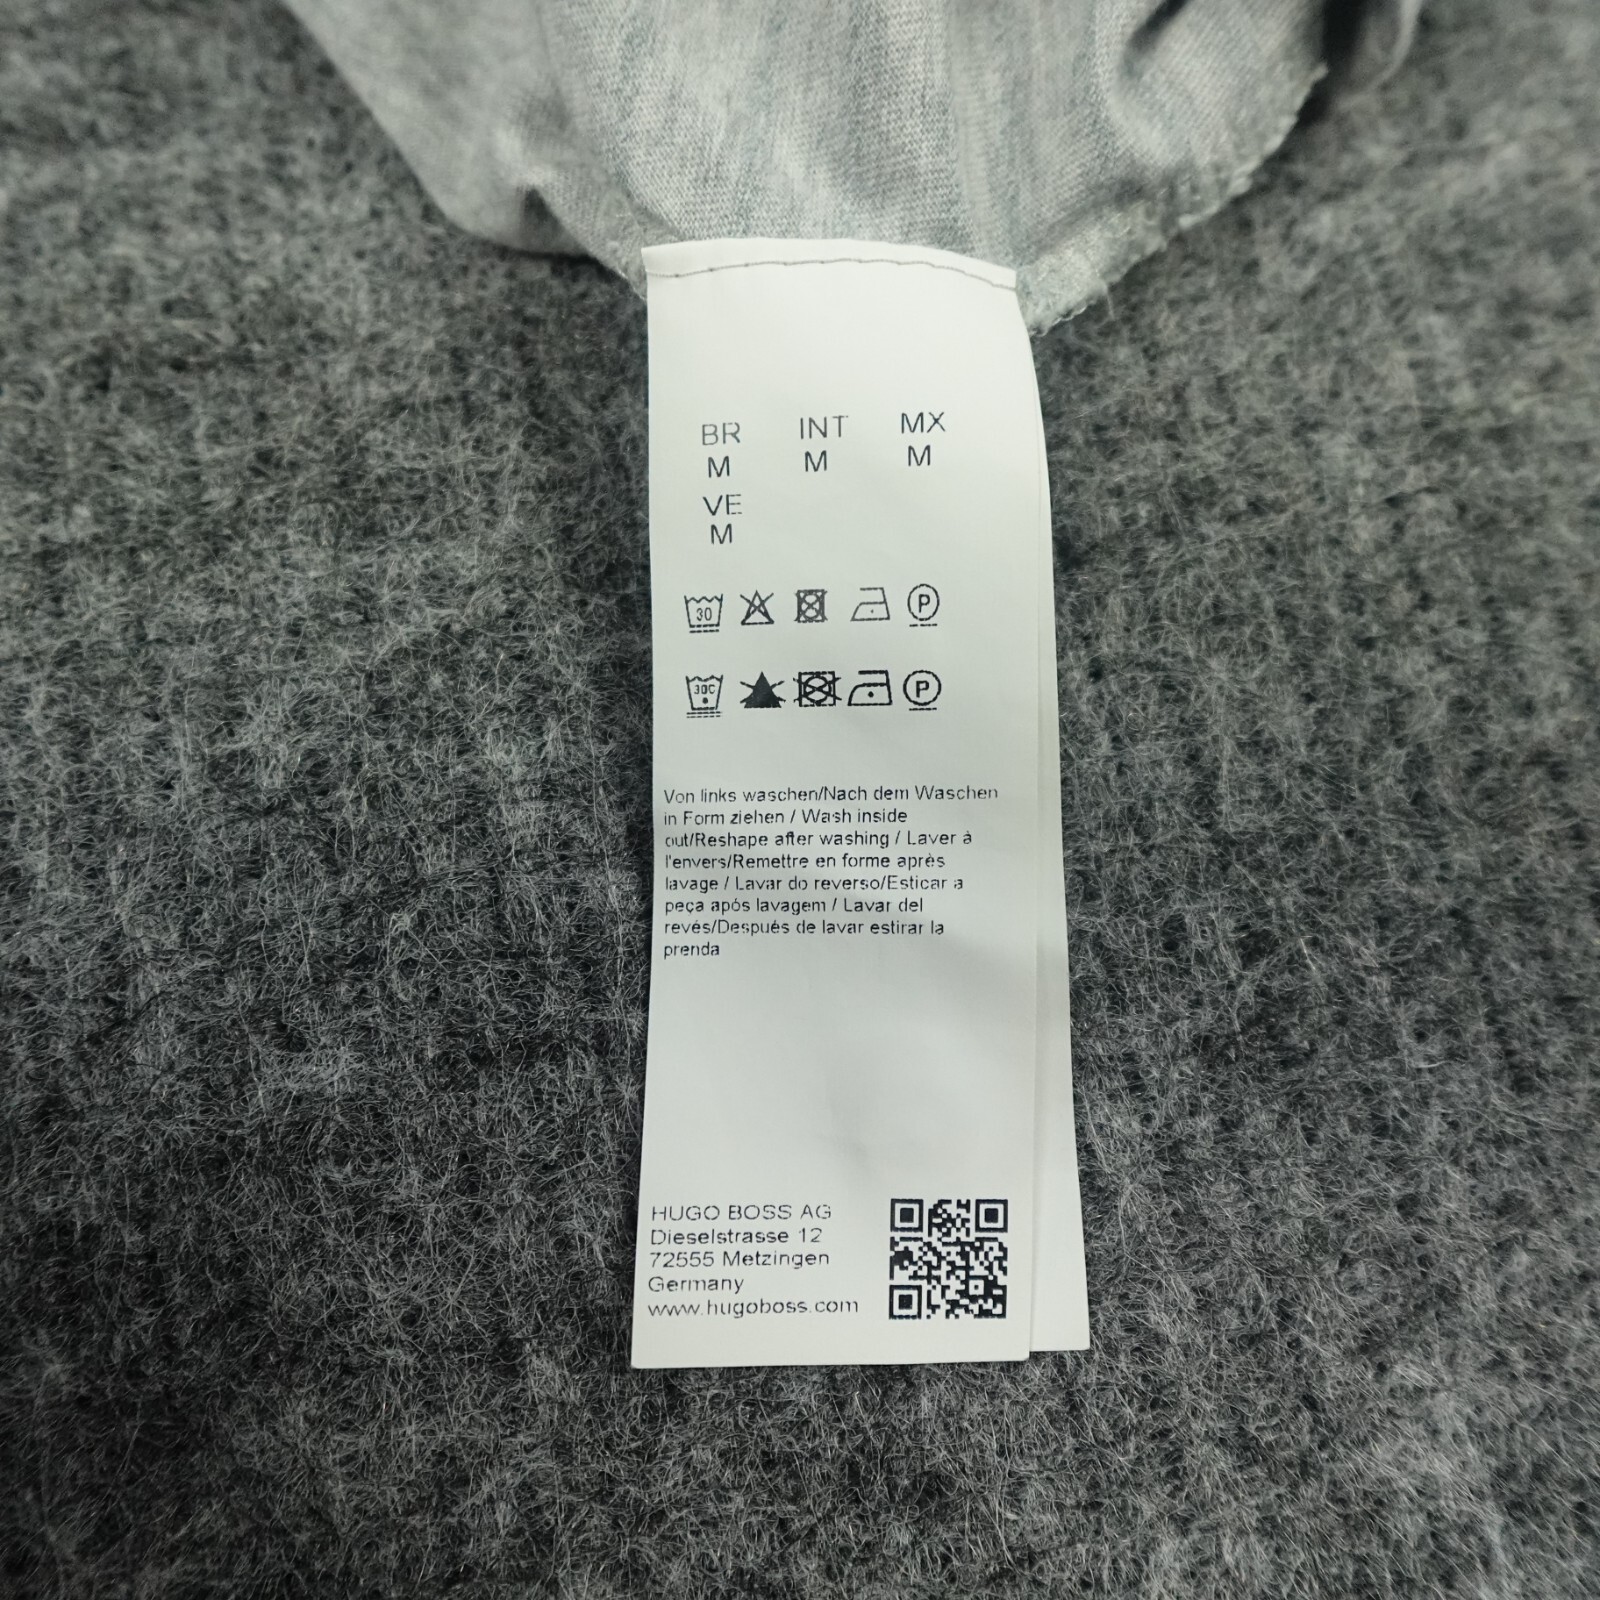 BR INT MX
M M M
VE
M
30 P
30C P
Von links waschen/Nach dem Waschen
in Form ziehen / Wash inside
out/Reshape after washing / Laver à
l'envers/Remettre en forme après
lavage / Lavar do reverso/Esticar a
peça após lavagem / Lavar del
revés/Después de lavar estirar la
prenda
HUGO BOSS AG
Dieselstrasse 12
72555 Metzingen
Germany
www.hugoboss.com